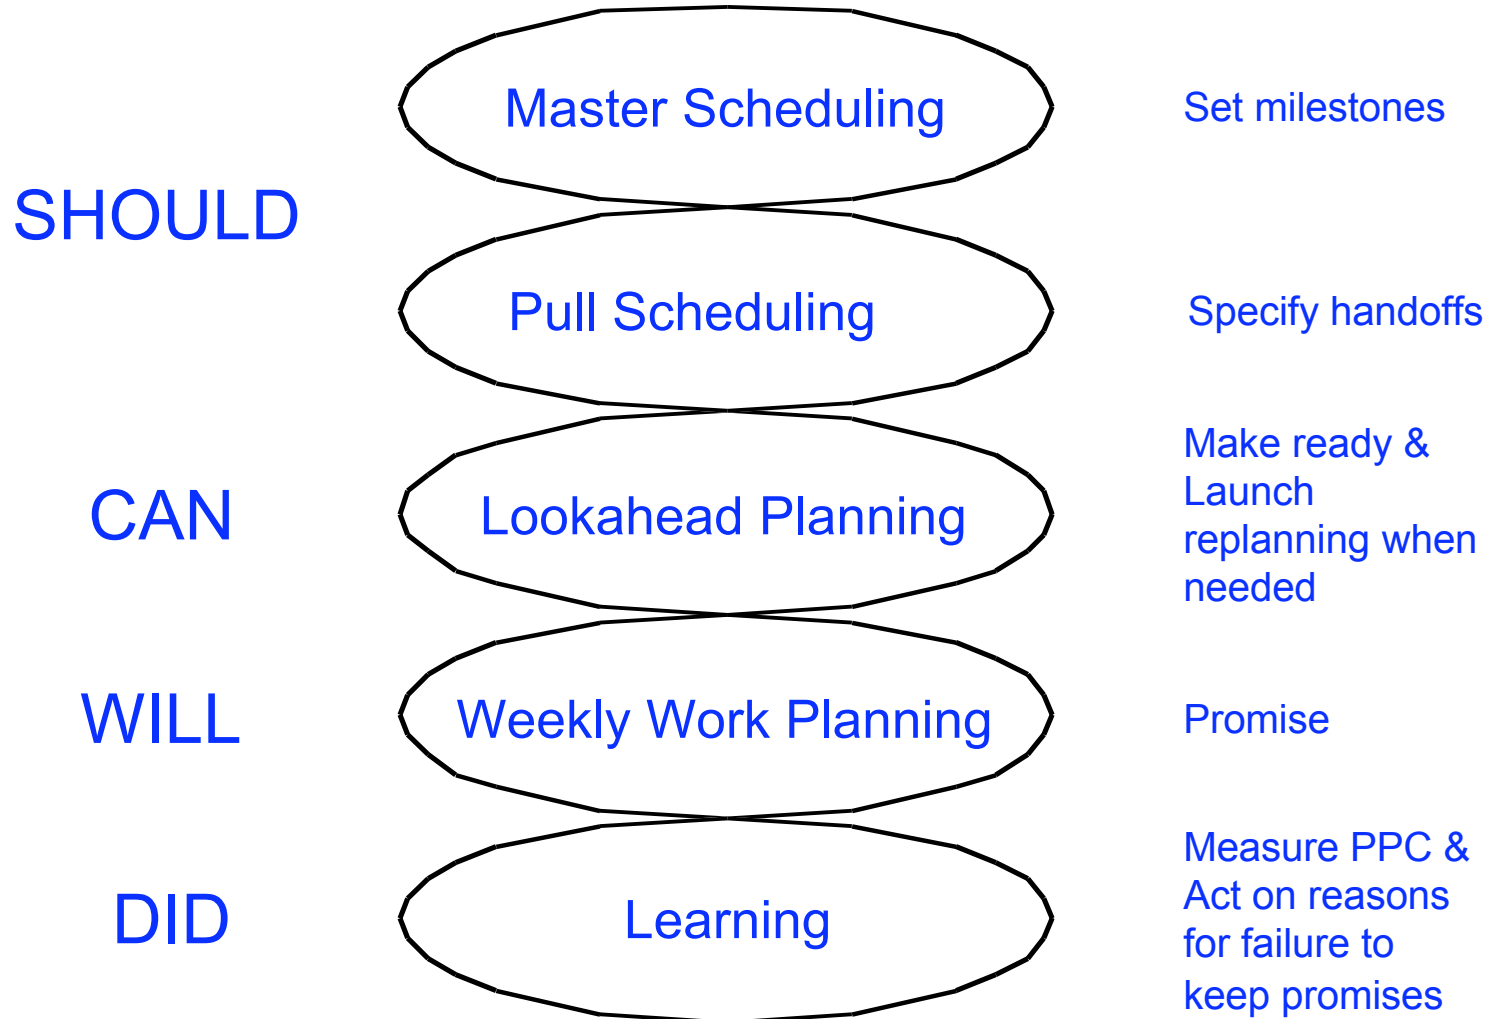 Master Scheduling
Set milestones
SHOULD
Pull Scheduling
Specify handoffs
CAN
Lookahead Planning
Make ready &
Launch
replanning when
needed
WILL
Weekly Work Planning
Promise
DID
Learning
Measure PPC &
Act on reasons
for failure to
keep promises